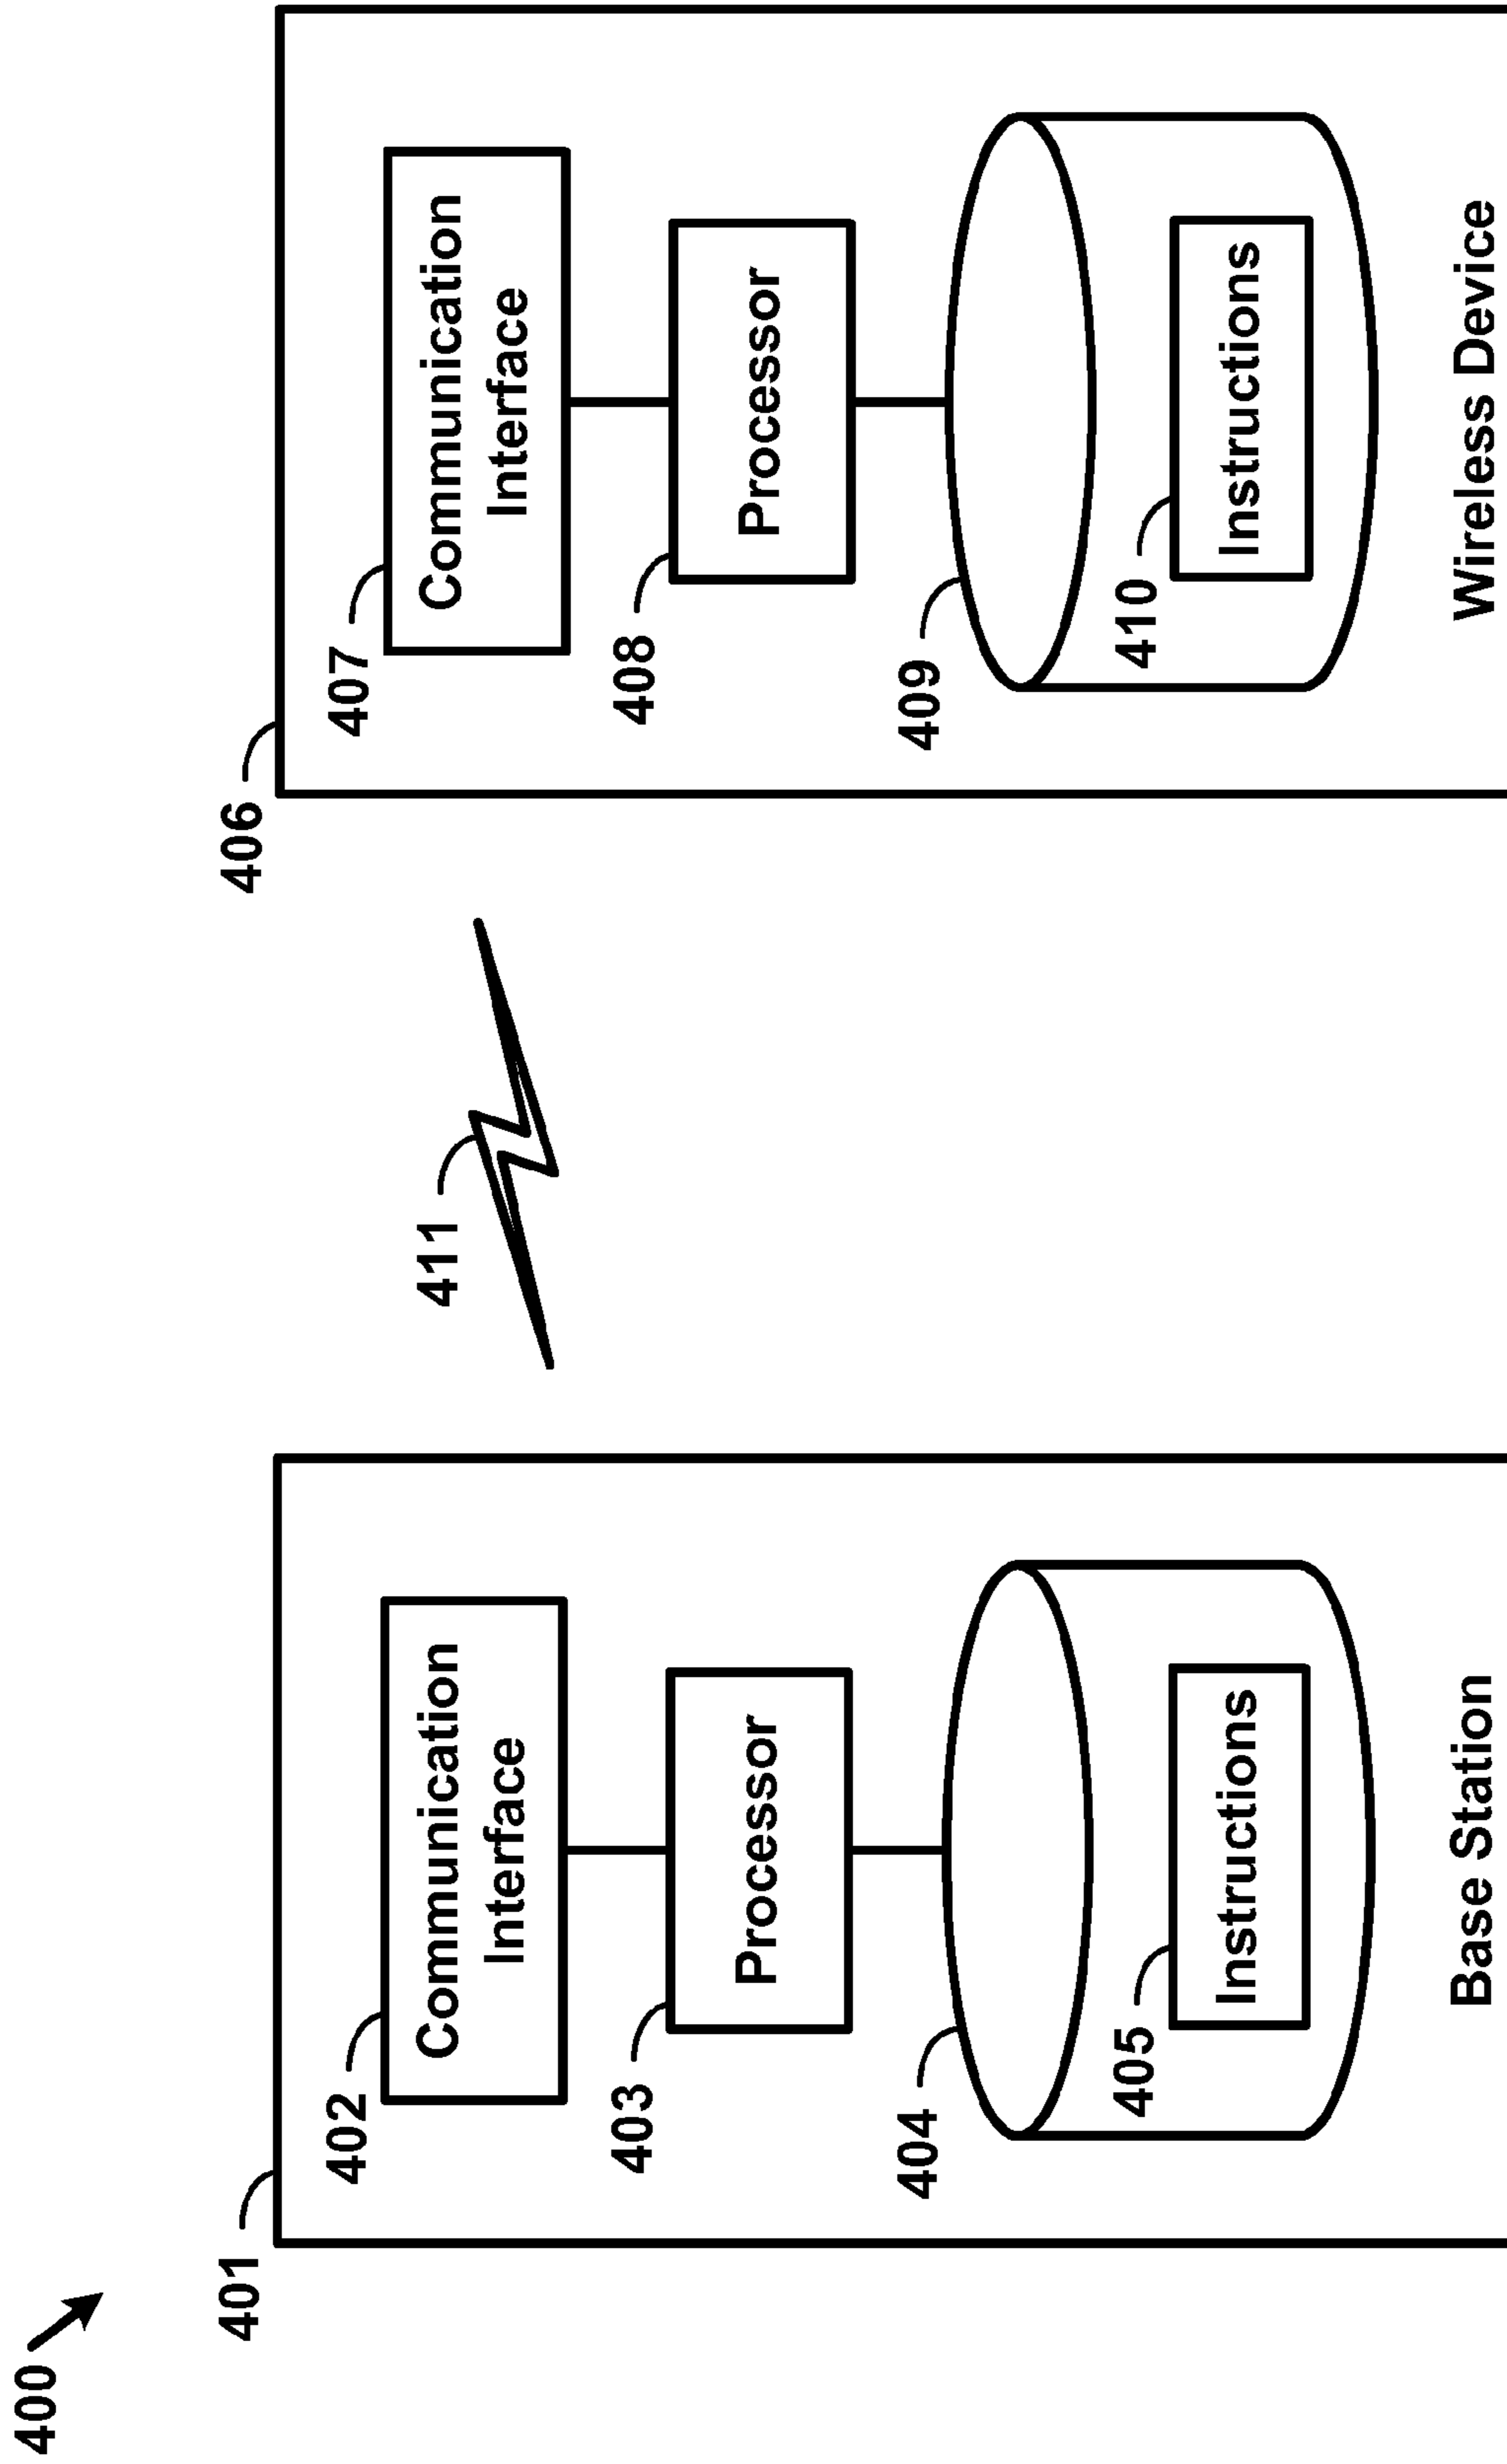 400
401
402
Communication
Interface
403
Processor
404
405
Instructions
Base Station
411
406
407
Communication
Interface
408
Processor
409
410
Instructions
Wireless Device